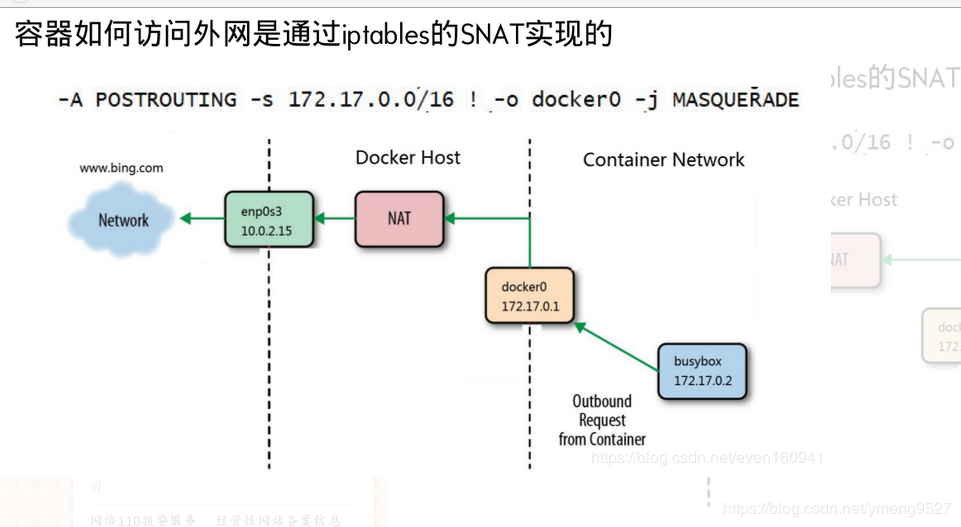 容器如何访问外网是通过iptables的SNAT实现的
bles的SNAT
-A POSTROUTING -s 172.17.0.0/16 ! -o docker0 -j MASQUERADE
.0/16 ! -o
www.bing.com
Docker Host
Container Network
ker Host
Network
enp0s3
10.0.2.15
NAT
NAT
docker0
172.17.0.1
doc
172.
busybox
172.17.0.2
Outbound
Request
from Container
https://blog.csdn.net/even160941
司
网络110报警服务 经营性网站备案信息
https://blog.csdn.net/ymeng9527